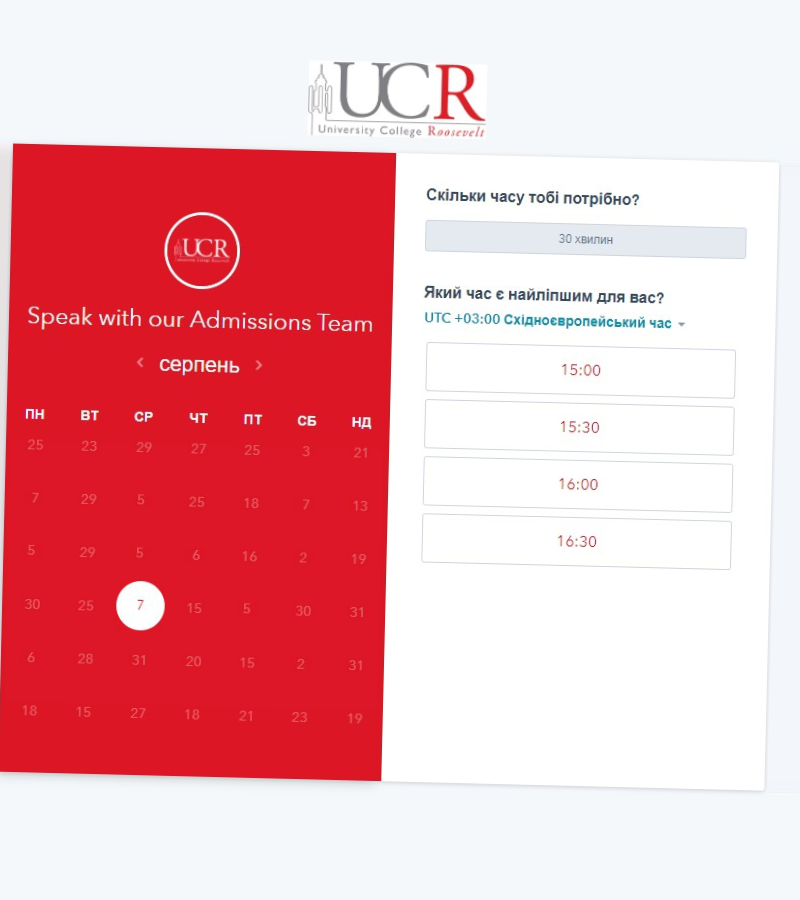 UCR
University College Roosevelt
UCR
University College Roosevelt
Speak with our Admissions Team
серпень
ПН ВТ СР ЧТ ПТ СБ НД
25 23 29 27 25 3 21
7 29 5 25 18 7 13
5 29 5 6 16 2 19
30 25 7 15 5 30 31
6 28 31 20 15 2 31
18 15 27 18 21 23 19
Скільки часу тобі потрібно?
30 хвилин
Який час є найліпшим для вас?
UTC +03:00 Східноєвропейський час
15:00
15:30
16:00
16:30